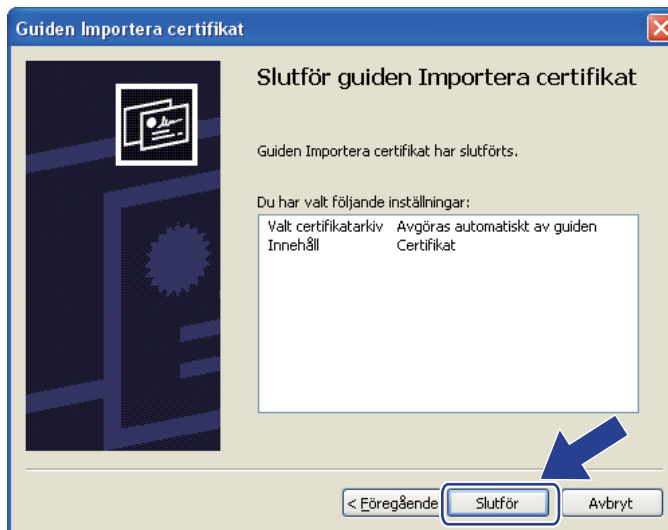 Guiden Importera certifikat
Slutför guiden Importera certifikat
Guiden Importera certifikat har slutförts.
Du har valt följande inställningar:
Valt certifikatarkiv Avgöras automatiskt av guiden
Innehåll Certifikat
< Föregående Slutför Avbryt